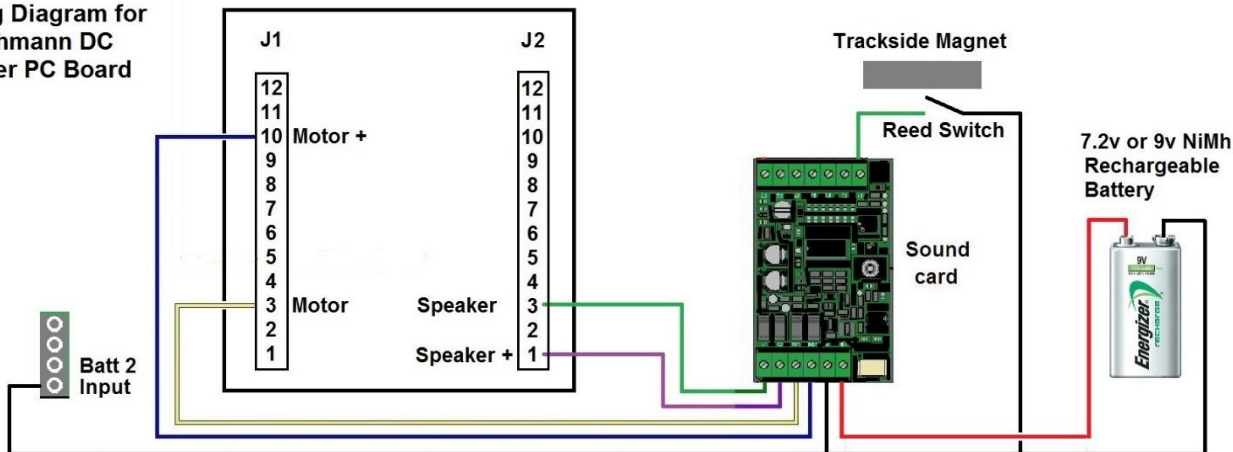 g Diagram for
hmann DC
er PC Board
J1
J2
12
11
10 Motor +
9
8
7
6
5
4
3 Motor
2
1
12
11
10
9
8
7
6
5
4
Speaker 3
2
Speaker + 1
Batt 2
Input
Trackside Magnet
Reed Switch
Sound
card
7.2v or 9v NiMh
Rechargeable
Battery
9V
Energizer
RECHARGE